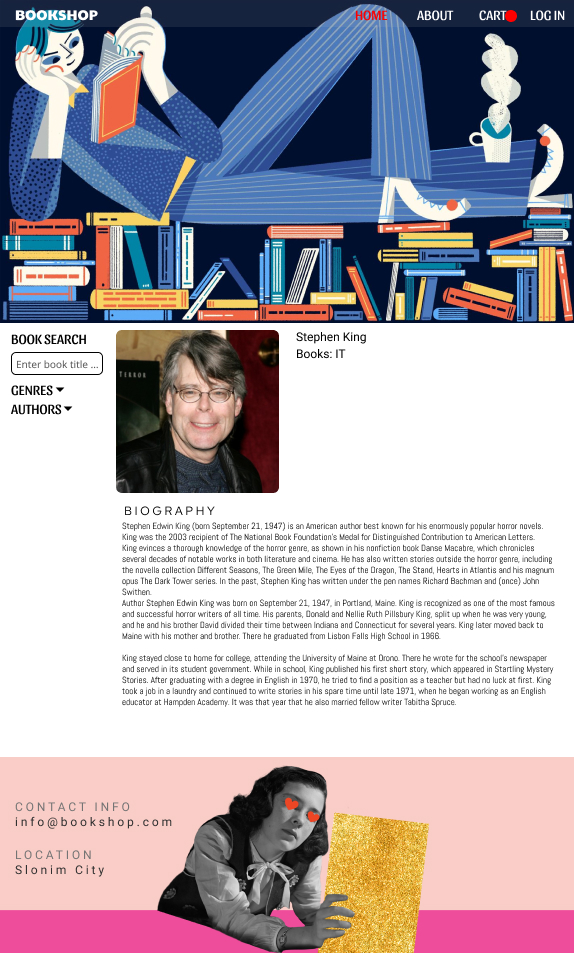 BOOKSHOP
HOME
ABOUT
CART
LOG IN
BOOK SEARCH
Enter book title ...
GENRES
AUTHORS
TERROR
Stephen King
Books: IT
BIOGRAPHY
Stephen Edwin King (born September 21, 1947) is an American author best known for his enormously popular horror novels.
King was the 2003 recipient of The National Book Foundation's Medal for Distinguished Contribution to American Letters.
King evinces a thorough knowledge of the horror genre, as shown in his nonfiction book Danse Macabre, which chronicles
several decades of notable works in both literature and cinema. He has also written stories outside the horror genre, including
the novella collection Different Seasons, The Green Mile, The Eyes of the Dragon, The Stand, Hearts in Atlantis and his magnum
opus The Dark Tower series. In the past, Stephen King has written under the pen names Richard Bachman and (once) John
Swithen.
Author Stephen Edwin King was born on September 21, 1947, in Portland, Maine. King is recognized as one of the most famous
and successful horror writers of all time. His parents, Donald and Nellie Ruth Pillsbury King, split up when he was very young,
and he and his brother David divided their time between Indiana and Connecticut for several years. King later moved back to
Maine with his mother and brother. There he graduated from Lisbon Falls High School in 1966.
King stayed close to home for college, attending the University of Maine at Orono. There he wrote for the school's newspaper
and served in its student government. While in school, King published his first short story, which appeared in Startling Mystery
Stories. After graduating with a degree in English in 1970, he tried to find a position as a teacher but had no luck at first. King
took a job in a laundry and continued to write stories in his spare time until late 1971, when he began working as an English
educator at Hampden Academy. It was that year that he also married fellow writer Tabitha Spruce.
CONTACT INFO
info@bookshop.com
LOCATION
Slonim City